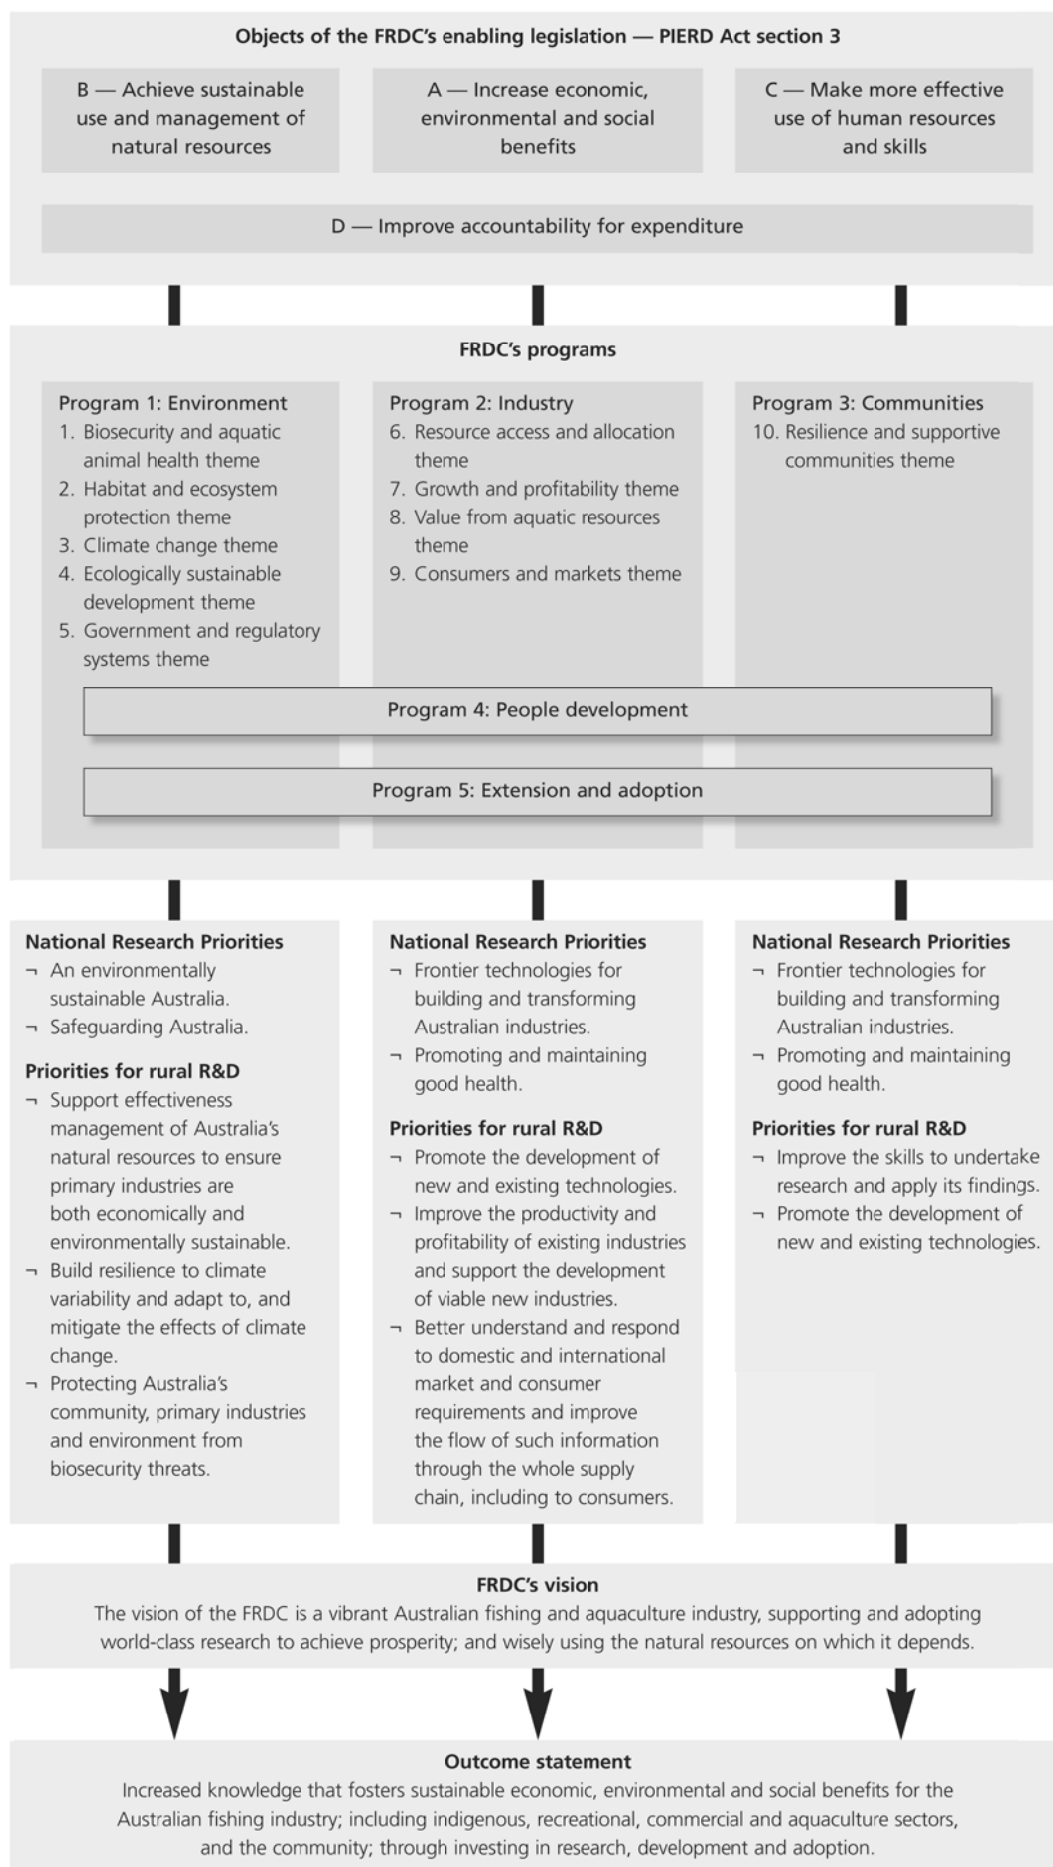 Objects of the FRDC's enabling legislation — PIERD Act section 3
B — Achieve sustainable
use and management of
natural resources
A — Increase economic,
environmental and social
benefits
C — Make more effective
use of human resources
and skills
D — Improve accountability for expenditure
FRDC's programs
Program 1: Environment
1. Biosecurity and aquatic
animal health theme
2. Habitat and ecosystem
protection theme
3. Climate change theme
4. Ecologically sustainable
development theme
5. Government and regulatory
systems theme
Program 2: Industry
6. Resource access and allocation
theme
7. Growth and profitability theme
8. Value from aquatic resources
theme
9. Consumers and markets theme
Program 3: Communities
10. Resilience and supportive
communities theme
Program 4: People development
Program 5: Extension and adoption
National Research Priorities
¬ An environmentally
sustainable Australia.
¬ Safeguarding Australia.
Priorities for rural R&D
¬ Support effectiveness
management of Australia's
natural resources to ensure
primary industries are
both economically and
environmentally sustainable.
¬ Build resilience to climate
variability and adapt to, and
mitigate the effects of climate
change.
¬ Protecting Australia's
community, primary industries
and environment from
biosecurity threats.
National Research Priorities
¬ Frontier technologies for
building and transforming
Australian industries.
¬ Promoting and maintaining
good health.
Priorities for rural R&D
¬ Promote the development of
new and existing technologies.
¬ Improve the productivity and
profitability of existing industries
and support the development
of viable new industries.
¬ Better understand and respond
to domestic and international
market and consumer
requirements and improve
the flow of such information
through the whole supply
chain, including to consumers.
National Research Priorities
¬ Frontier technologies for
building and transforming
Australian industries.
¬ Promoting and maintaining
good health.
Priorities for rural R&D
¬ Improve the skills to undertake
research and apply its findings.
¬ Promote the development of
new and existing technologies.
FRDC's vision
The vision of the FRDC is a vibrant Australian fishing and aquaculture industry, supporting and adopting
world-class research to achieve prosperity; and wisely using the natural resources on which it depends.
Outcome statement
Increased knowledge that fosters sustainable economic, environmental and social benefits for the
Australian fishing industry; including indigenous, recreational, commercial and aquaculture sectors,
and the community; through investing in research, development and adoption.